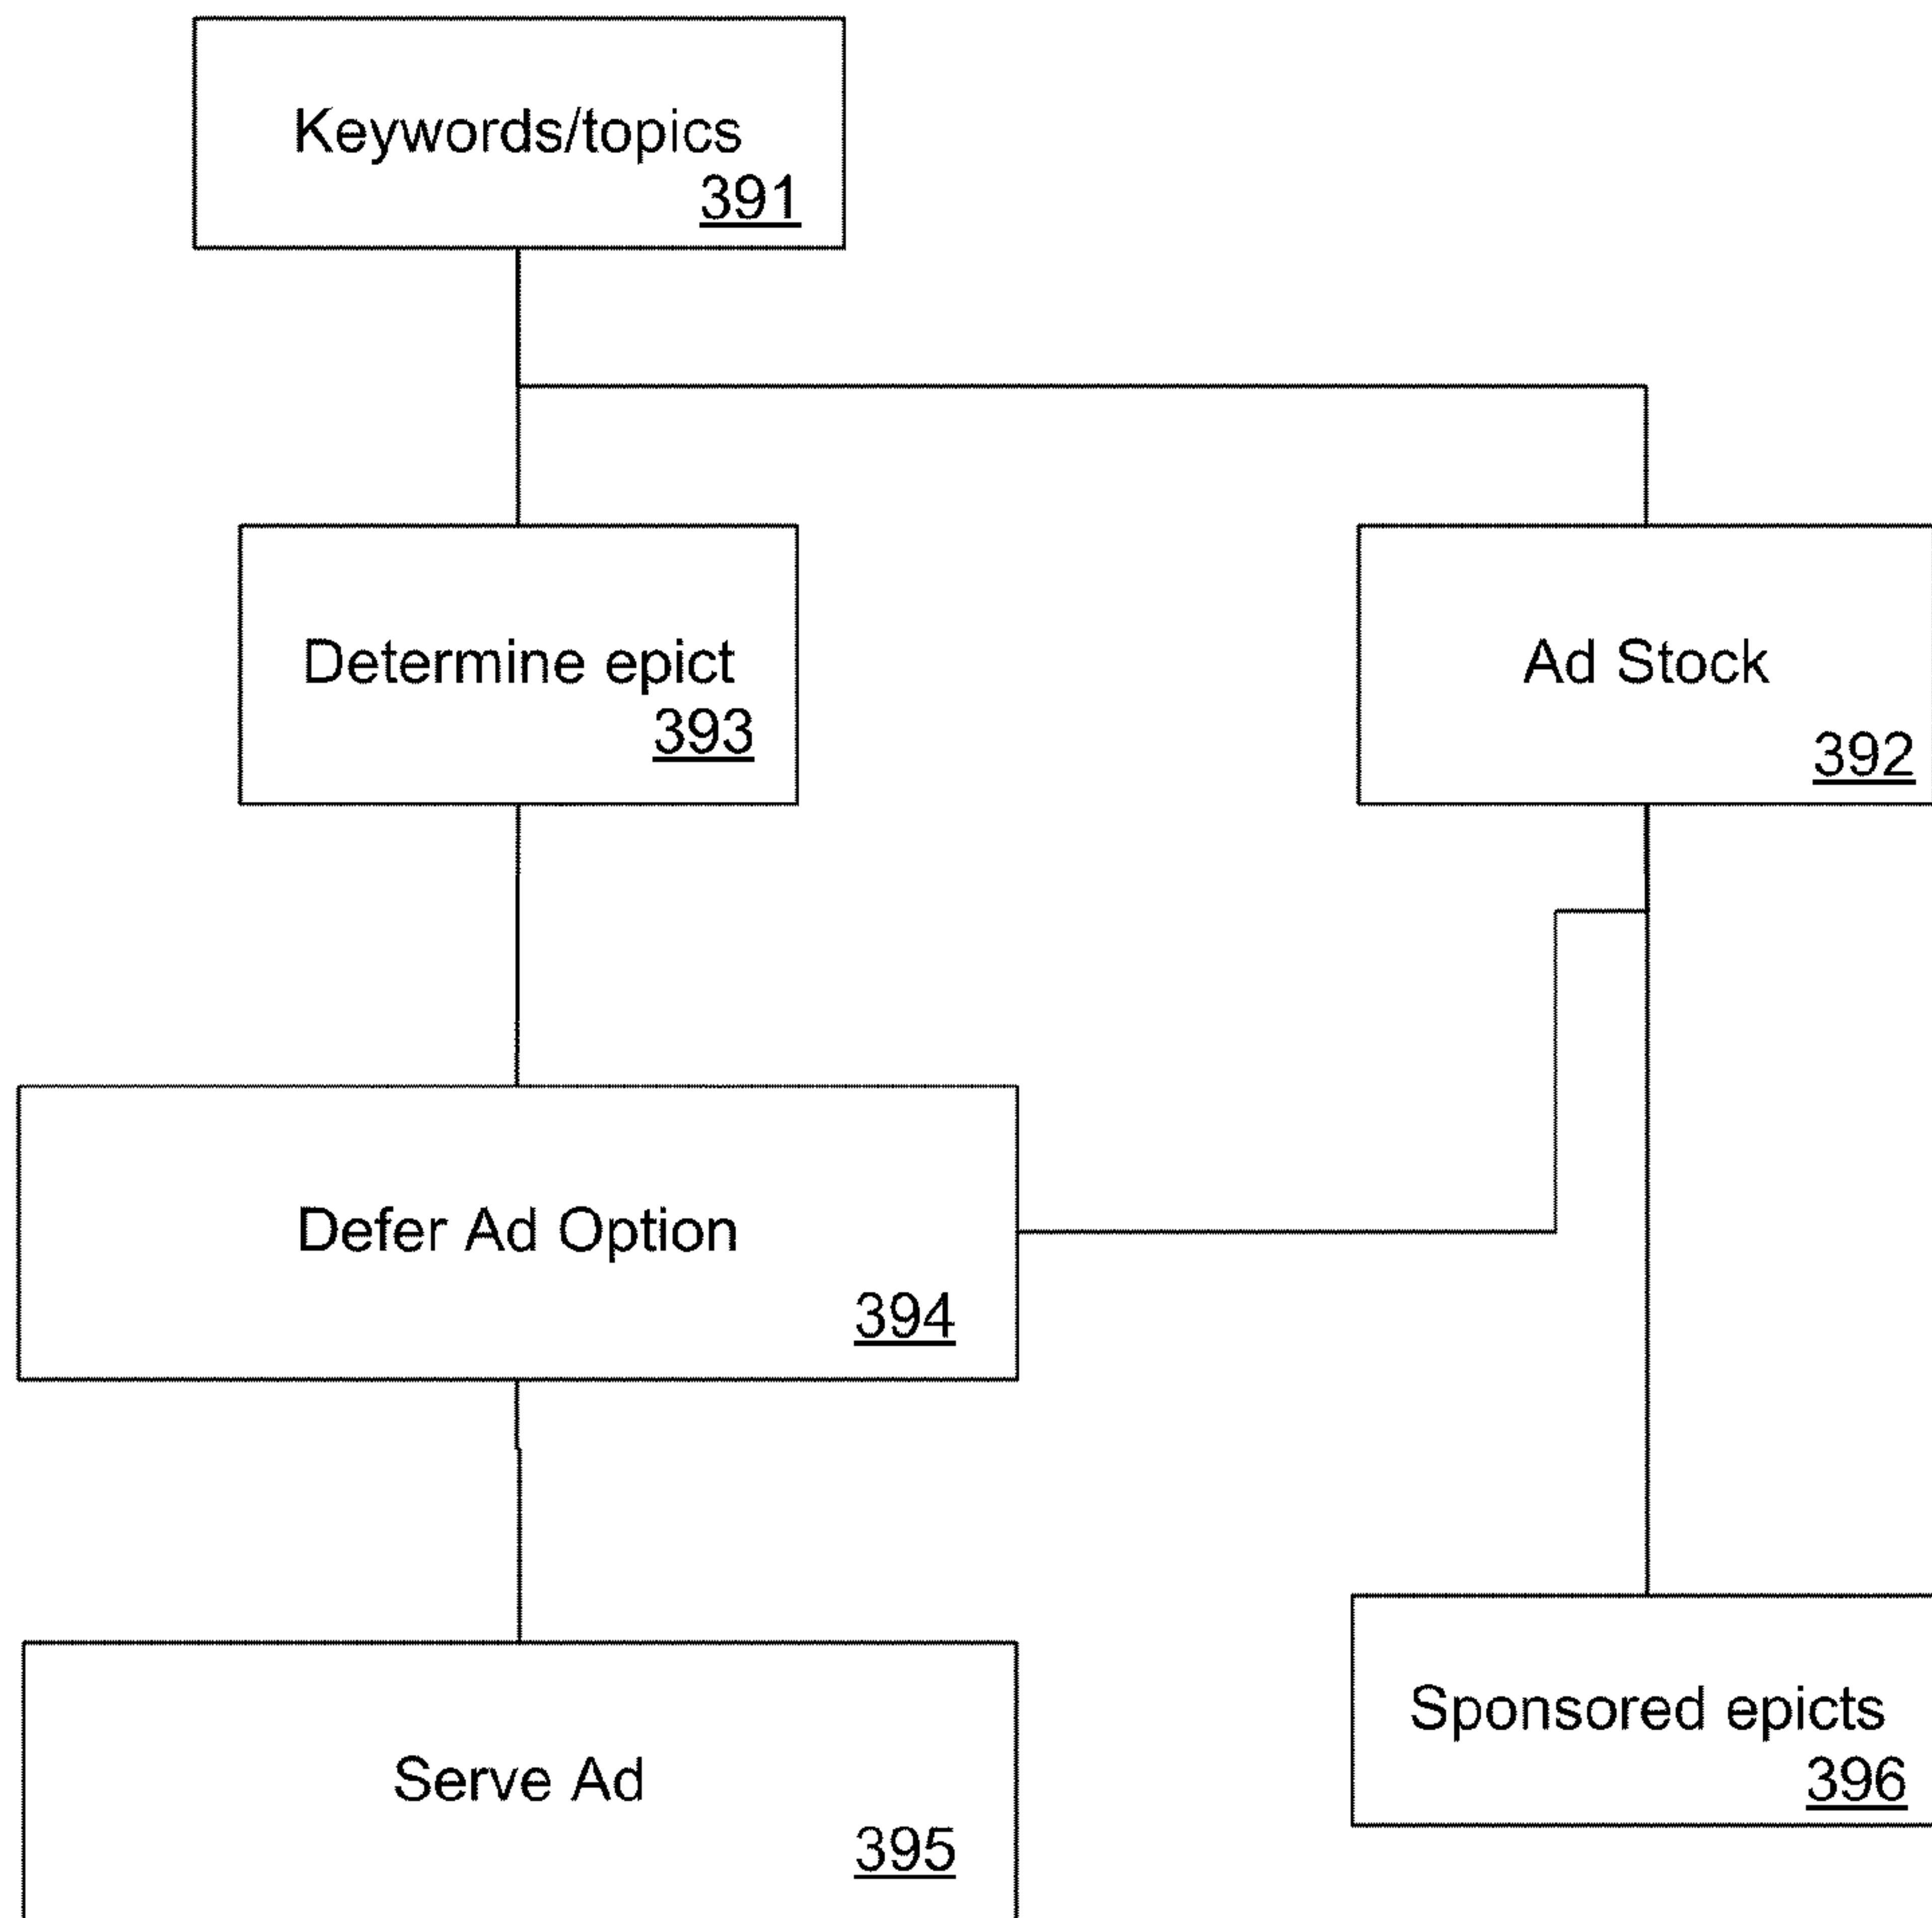 Keywords/topics
391
Determine epict
393
Ad Stock
392
Defer Ad Option
394
Serve Ad
395
Sponsored epicts
396